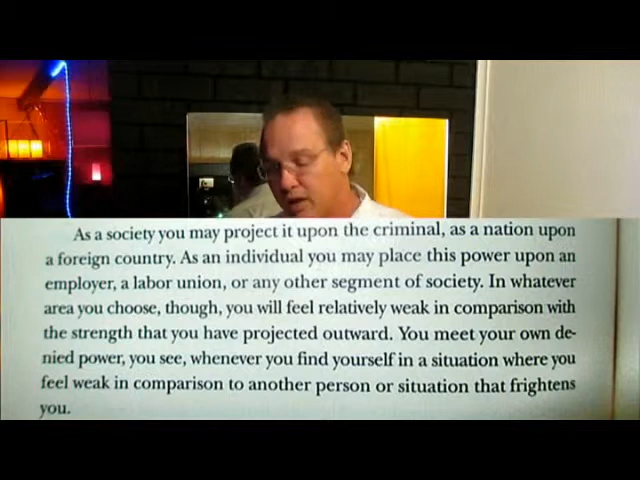 As a society you may project it upon the criminal, as a nation upon
a foreign country. As an individual you may place this power upon an
employer, a labor union, or any other segment of society. In whatever
area you choose, though, you will feel relatively weak in comparison with
the strength that you have projected outward. You meet your own de-
nied power, you see, whenever you find yourself in a situation where you
feel weak in comparison to another person or situation that frightens
you.